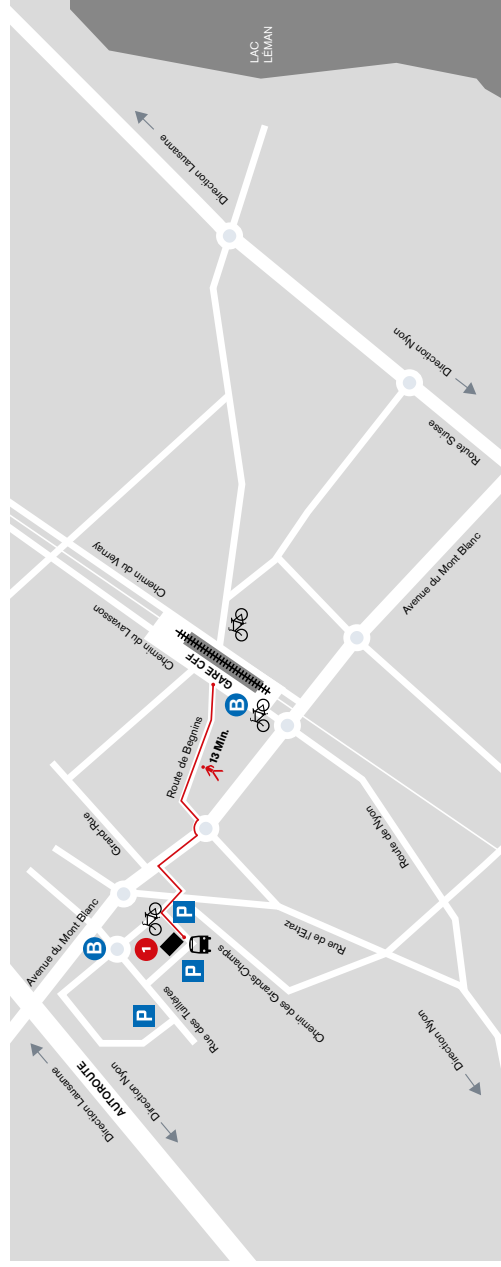 LAC
LÉMAN
Direction Lausanne
Direction Nyon
Route Suisse
Avenue du Mont Blanc
Chemin du Vernay
Chemin du Lavasson
GARE CFF
B
Route de Begnins
13 Min.
Grand-Rue
Route de Nyon
Avenue du Mont Blanc
B
1
P
P
P
Rue de l'Etraz
Chemin des Grands-Champs
Rue des Tuillères
Direction Nyon
AUTOROUTE
Direction Nyon
Direction Lausanne